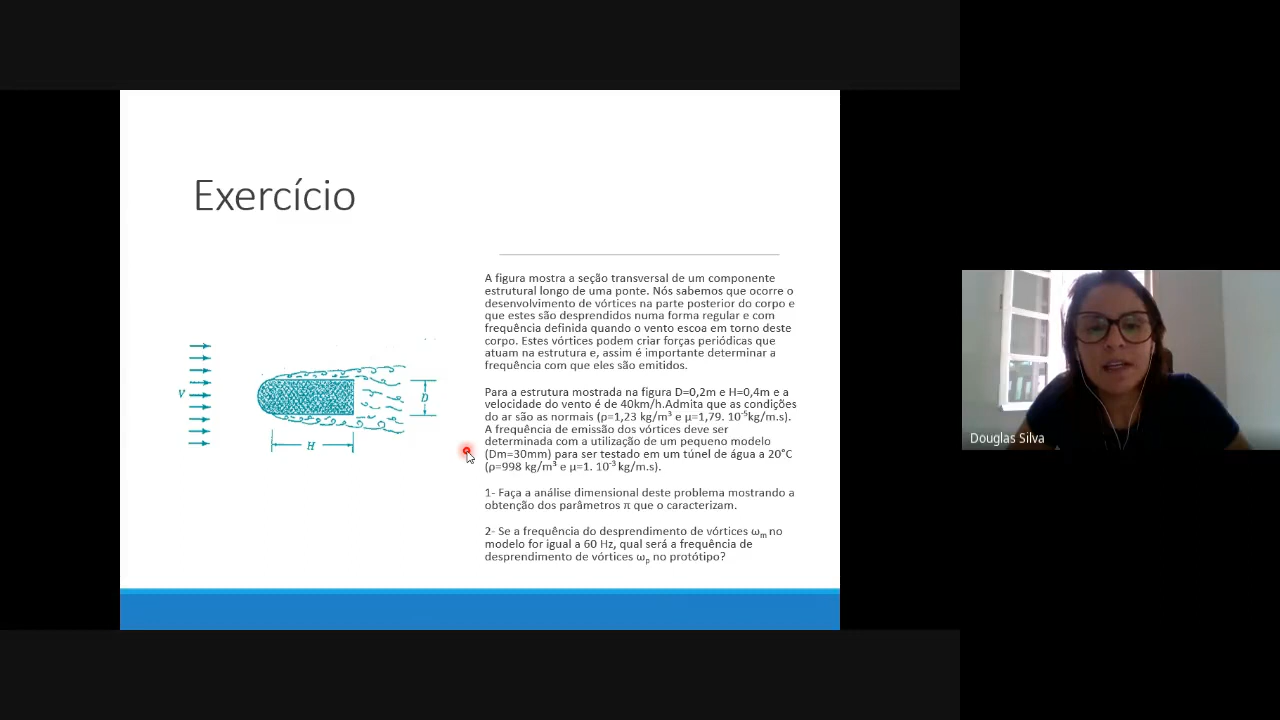 Exercício
A figura mostra a seção transversal de um componente
estrutural longo de uma ponte. Nós sabemos que ocorre o
desenvolvimento de vórtices na parte posterior do corpo e
que estes são desprendidos numa forma regular e com
frequência definida quando o vento escoa em torno deste
corpo. Estes vórtices podem criar forças periódicas que
atuam na estrutura e, assim é importante determinar a
frequência com que eles são emitidos.
Para a estrutura mostrada na figura D=0,2m e H=0,4m e a
velocidade do vento é de 40km/h.Admita que as condições
do ar são as normais (ρ=1,23 kg/m³ e μ=1,79. 10⁻⁵kg/m.s).
A frequência de emissão dos vórtices deve ser
determinada com a utilização de um pequeno modelo
(Dm=30mm) para ser testado em um túnel de água a 20°C
(ρ=998 kg/m³ e μ=1. 10⁻³ kg/m.s).
1- Faça a análise dimensional deste problema mostrando a
obtenção dos parâmetros π que o caracterizam.
2- Se a frequência do desprendimento de vórtices ωm no
modelo for igual a 60 Hz, qual será a frequência de
desprendimento de vórtices ωp no protótipo?
V
D
H
Douglas Silva